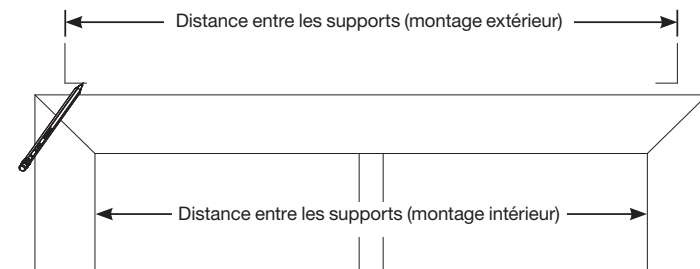 Distance entre les supports (montage extérieur)
Distance entre les supports (montage intérieur)